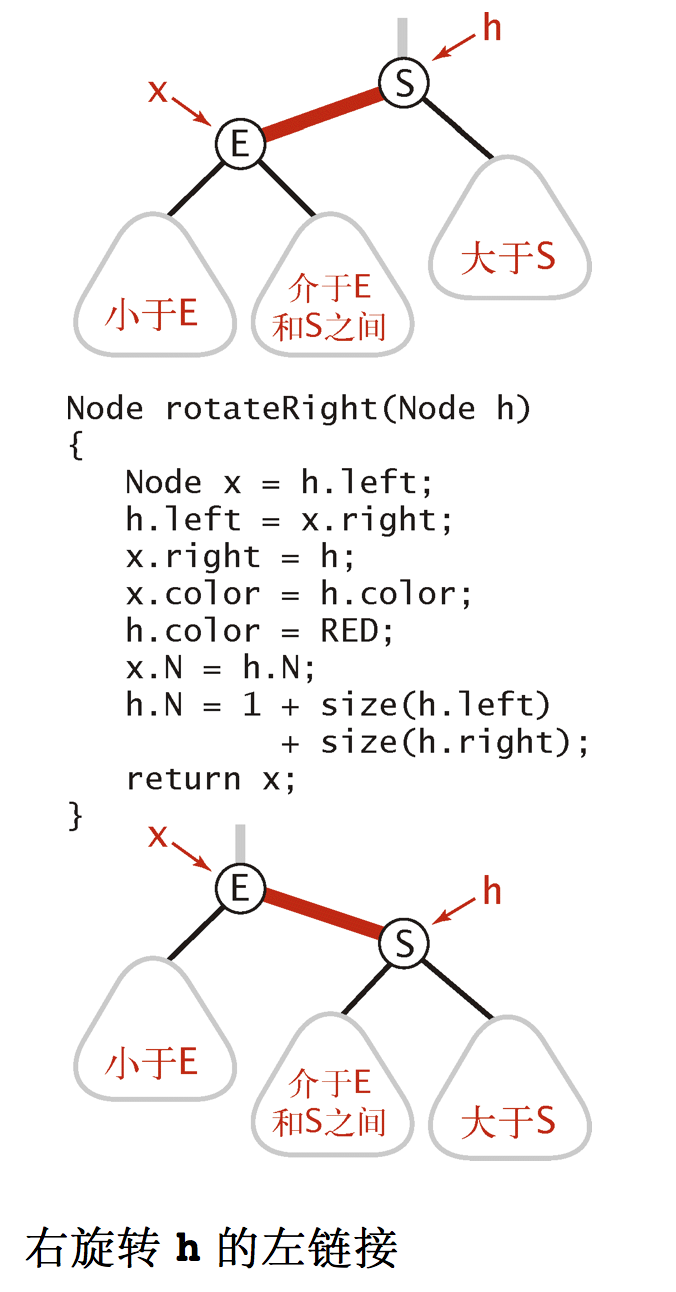 h
S
x
E
大于S
介于E
小于E
和S之间
Node rotateRight(Node h)
{
   Node x = h.left;
   h.left = x.right;
   x.right = h;
   x.color = h.color;
   h.color = RED;
   x.N = h.N;
   h.N = 1 + size(h.left)
           + size(h.right);
   return x;
}
x
E
h
S
小于E
介于E
和S之间
大于S
右旋转 h 的左链接